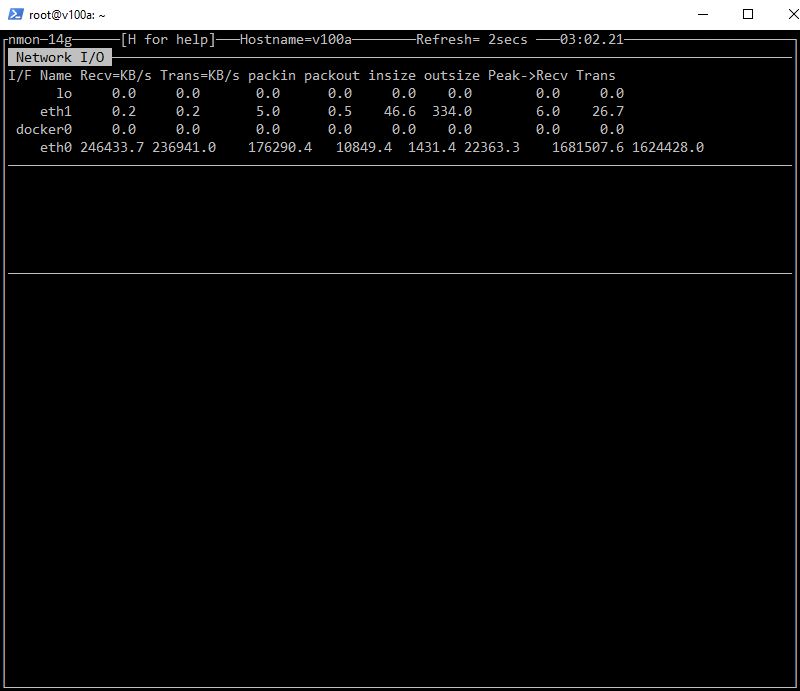 root@v100a: ~
nmon─14g──────[H for help]───Hostname=v100a────────Refresh= 2secs ───03:02.21
Network I/O
I/F Name Recv=KB/s Trans=KB/s packin packout insize outsize Peak->Recv Trans
lo 0.0 0.0 0.0 0.0 0.0 0.0 0.0 0.0
eth1 0.2 0.2 5.0 0.5 46.6 334.0 6.0 26.7
docker0 0.0 0.0 0.0 0.0 0.0 0.0 0.0 0.0
eth0 246433.7 236941.0 176290.4 10849.4 1431.4 22363.3 1681507.6 1624428.0